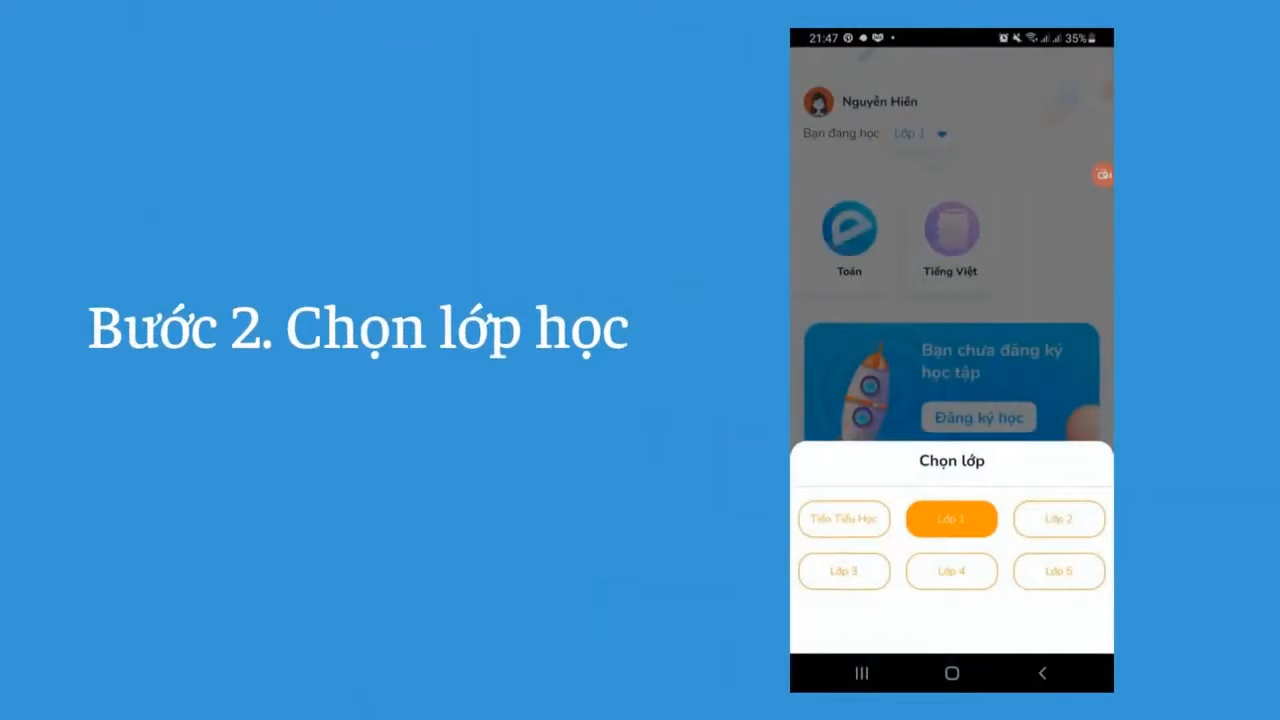 Bước 2. Chọn lớp học
21:47
35%
Nguyễn Hiền
Bạn đang học Lớp 1
Toán
Tiếng Việt
Bạn chưa đăng ký
học tập
Đăng ký học
Chọn lớp
Tiền Tiểu Học
Lớp 1
Lớp 2
Lớp 3
Lớp 4
Lớp 5